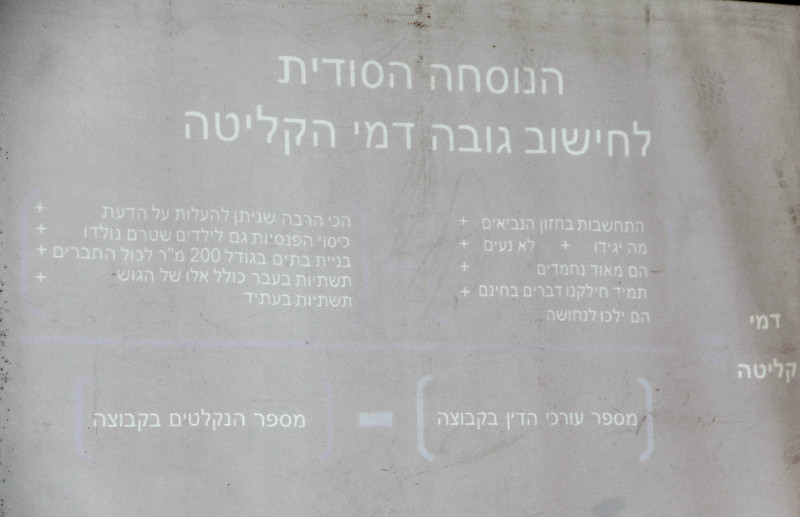 הנוסחה הסודית
לחישוב גובה דמי הקליטה
התחשבות בחזון הנביאים +
מה יגידו + לא נעים +
הם מאוד נחמדים +
תמיד חילקנו דברים בחינם +
הם ילכו לנחושה
הכי הרבה שניתן להעלות על הדעת +
כיסוי הפנסיות גם לילדים שטרם נולדו +
בניית בתים בגודל 200 מ"ר לכול החברים +
תשתיות בעבר כולל אלו של הגוש +
תשתיות בעתיד
דמי
קליטה
(מספר עורכי הדין בקבוצה) - (מספר הנקלטים בקבוצה)